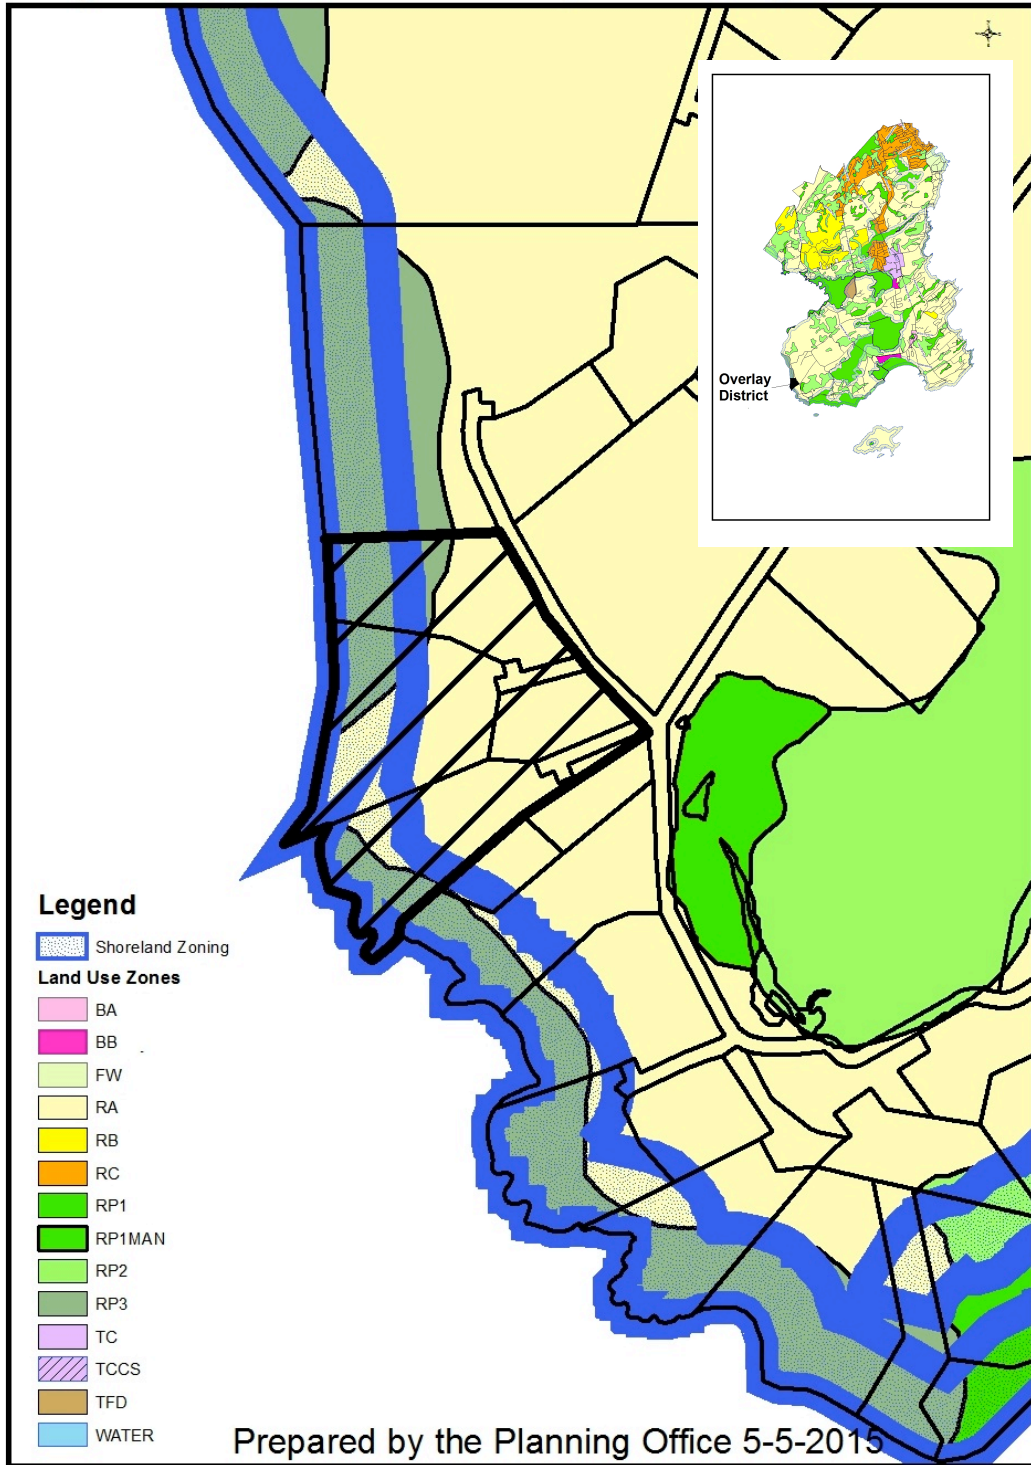 Overlay
District
Legend
Shoreland Zoning
Land Use Zones
BA
BB
FW
RA
RB
RC
RP1
RP1MAN
RP2
RP3
TC
TCCS
TFD
WATER
Prepared by the Planning Office 5-5-2015